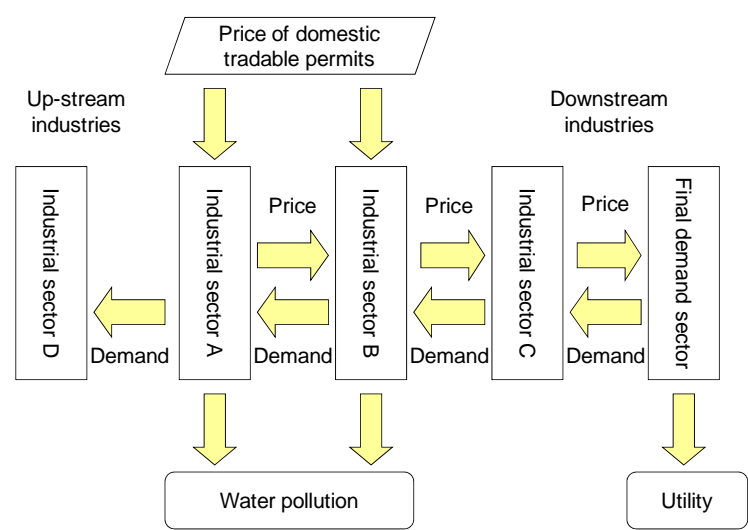 Price of domestic
tradable permits
Up-stream
industries
Downstream
industries
Industrial sector D
Industrial sector A
Industrial sector B
Industrial sector C
Final demand sector
Price
Price
Price
Demand
Demand
Demand
Demand
Water pollution
Utility